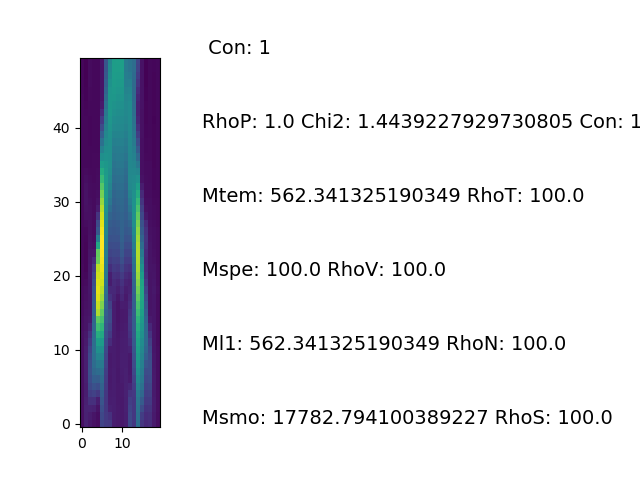 Con: 1
RhoP: 1.0 Chi2: 1.4439227929730805 Con: 1
Mtem: 562.341325190349 RhoT: 100.0
Mspe: 100.0 RhoV: 100.0
Ml1: 562.341325190349 RhoN: 100.0
Msmo: 17782.794100389227 RhoS: 100.0
40
30
20
10
0
0 10